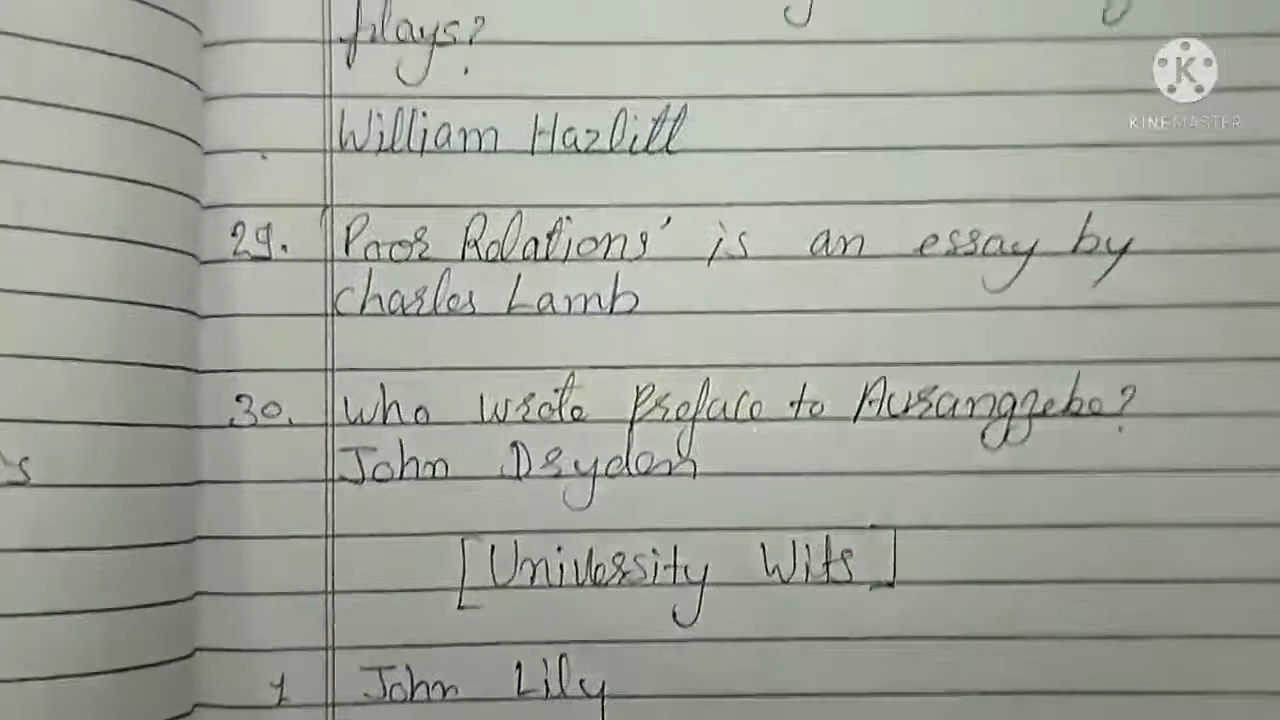 plays?
William Hazlitt
29. 'Poor Relations' is an essay by
Charles Lamb
30. Who wrote Preface to Aurangzebe?
John Dryden
's
[University Wits]
1 John Lily
K
KINEMASTER